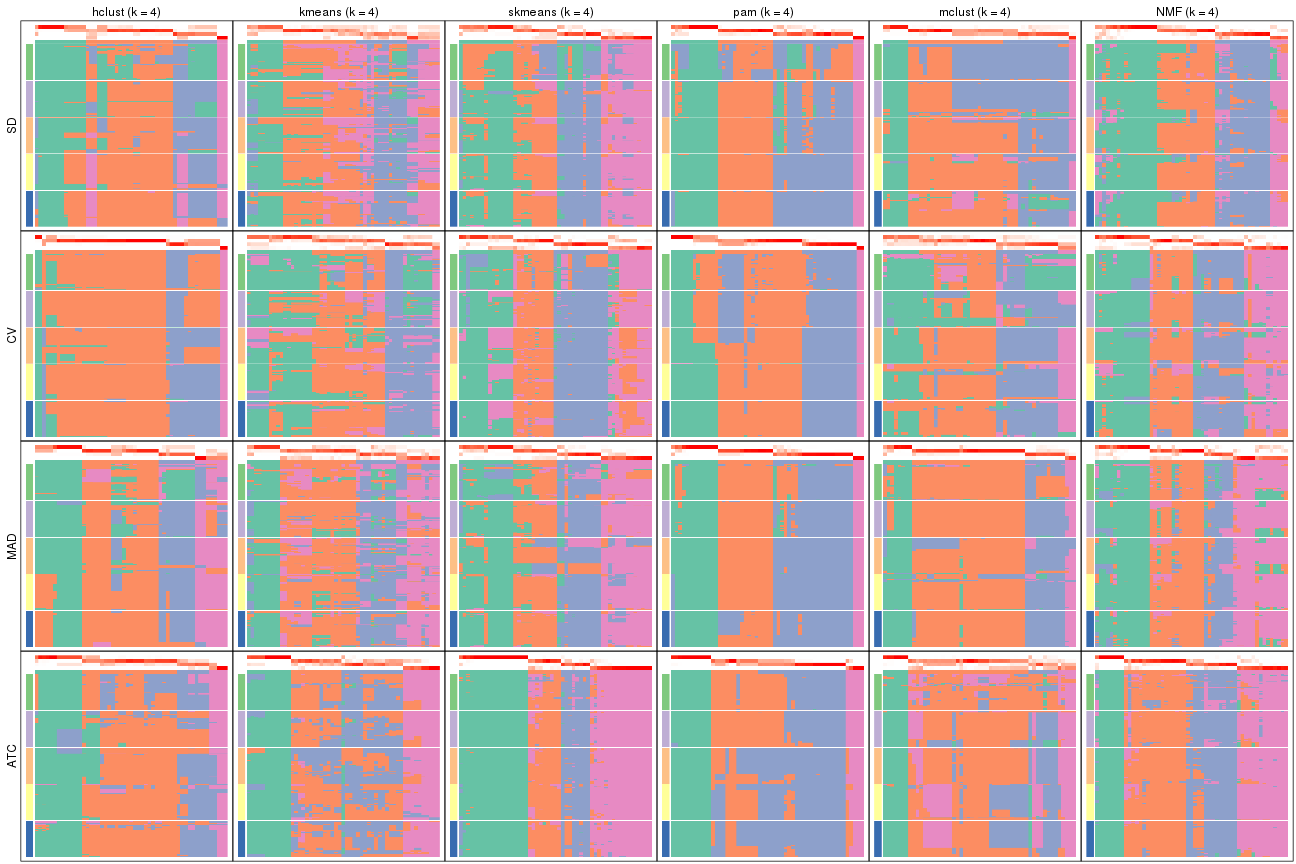 hclust (k = 4) kmeans (k = 4) skmeans (k = 4) pam (k = 4) mclust (k = 4) NMF (k = 4)
SD
CV
MAD
ATC